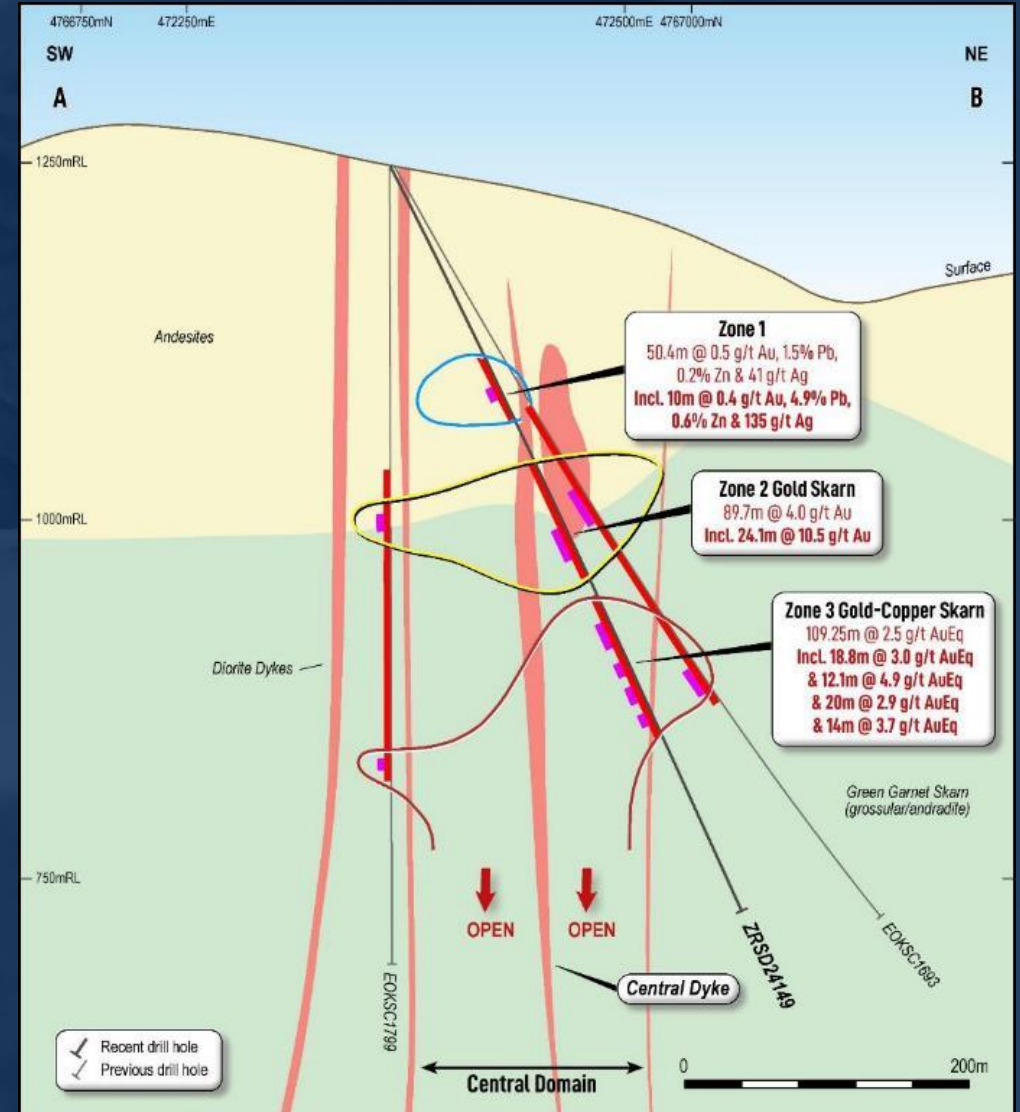 4766750mN 472250mE 472500mE 4767000mN
SW NE
A B
1250mRL
Surface
Andesites
Zone 1
50.4m @ 0.5 g/t Au, 1.5% Pb,
0.2% Zn & 41 g/t Ag
Incl. 10m @ 0.4 g/t Au, 4.9% Pb,
0.6% Zn & 135 g/t Ag
Zone 2 Gold Skarn
89.7m @ 4.0 g/t Au
Incl. 24.1m @ 10.5 g/t Au
1000mRL
Zone 3 Gold-Copper Skarn
109.25m @ 2.5 g/t AuEq
Incl. 18.8m @ 3.0 g/t AuEq
& 12.1m @ 4.9 g/t AuEq
& 20m @ 2.9 g/t AuEq
& 14m @ 3.7 g/t AuEq
Diorite Dykes
Green Garnet Skarn
(grossular/andradite)
750mRL
OPEN OPEN
EOKSC1799
ZRSD24149
EOKSC1693
Central Dyke
Recent drill hole
Previous drill hole
Central Domain
0 200m